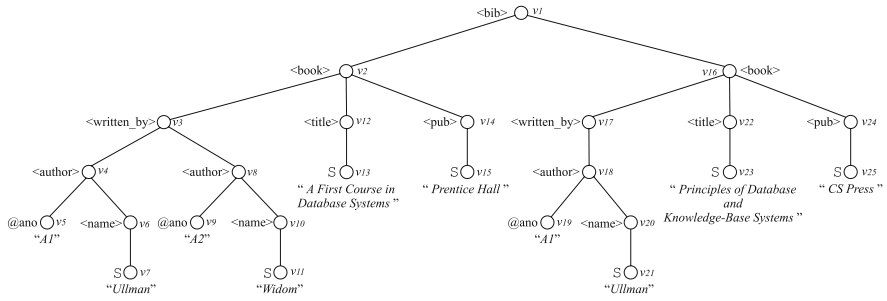 <bib> v1
<book> v2 v16 <book>
<written_by> v3 <title> v12 <pub> v14 <written_by> v17 <title> v22 <pub> v24
<author> v4 <author> v8 S v13 S v15 <author> v18 S v23 S v25
“ A First Course in “ Prentice Hall ” “ Principles of Database “ CS Press ”
Database Systems ” and
Knowledge-Base Systems ”
@ano v5 <name> v6 @ano v9 <name> v10 @ano v19 <name> v20
“A1” “A2” “A1”
S v7 S v11 S v21
“Ullman” “Widom” “Ullman”